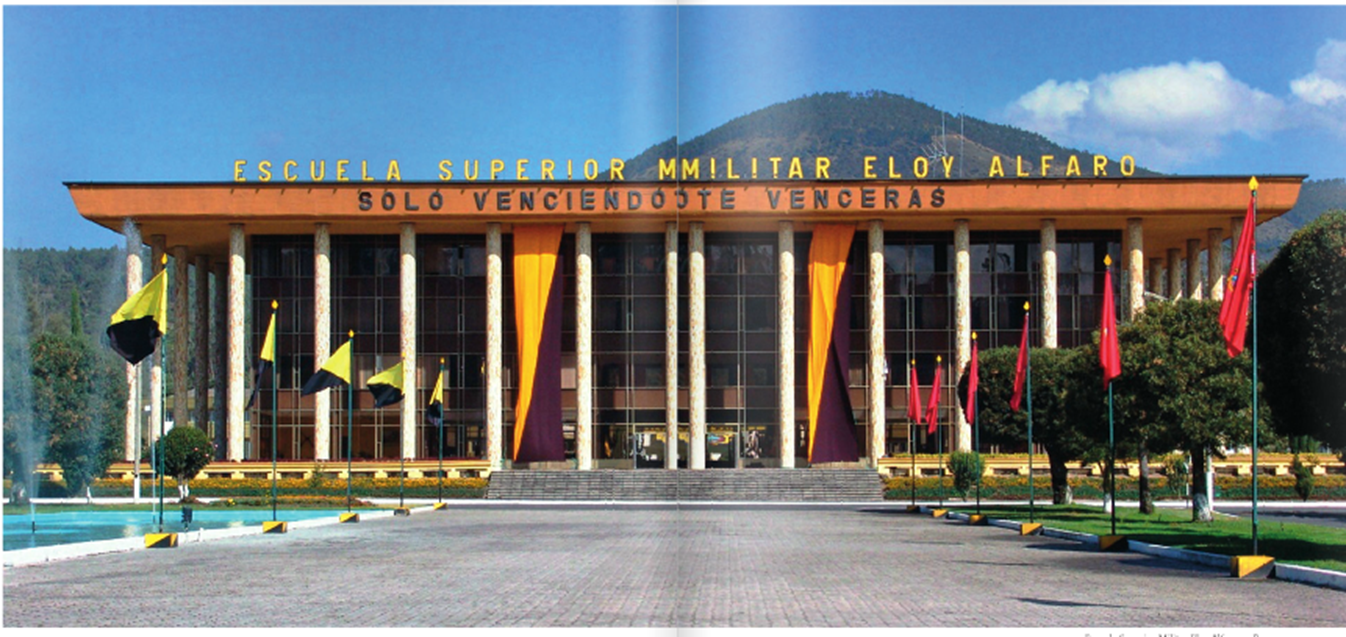 ESCUELA SUPERIOR MMILITAR ELOY ALFARO
SOLO VENCIENDOOTE VENCERAS